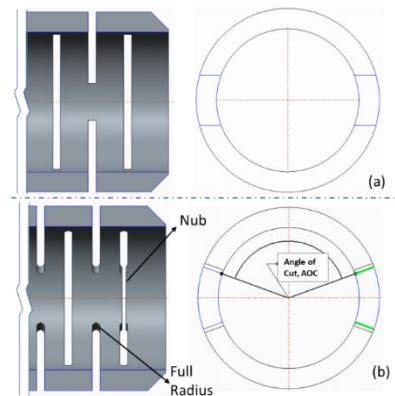 (a)
Nub
Angle of
Cut, AOC
Full
Radius
(b)